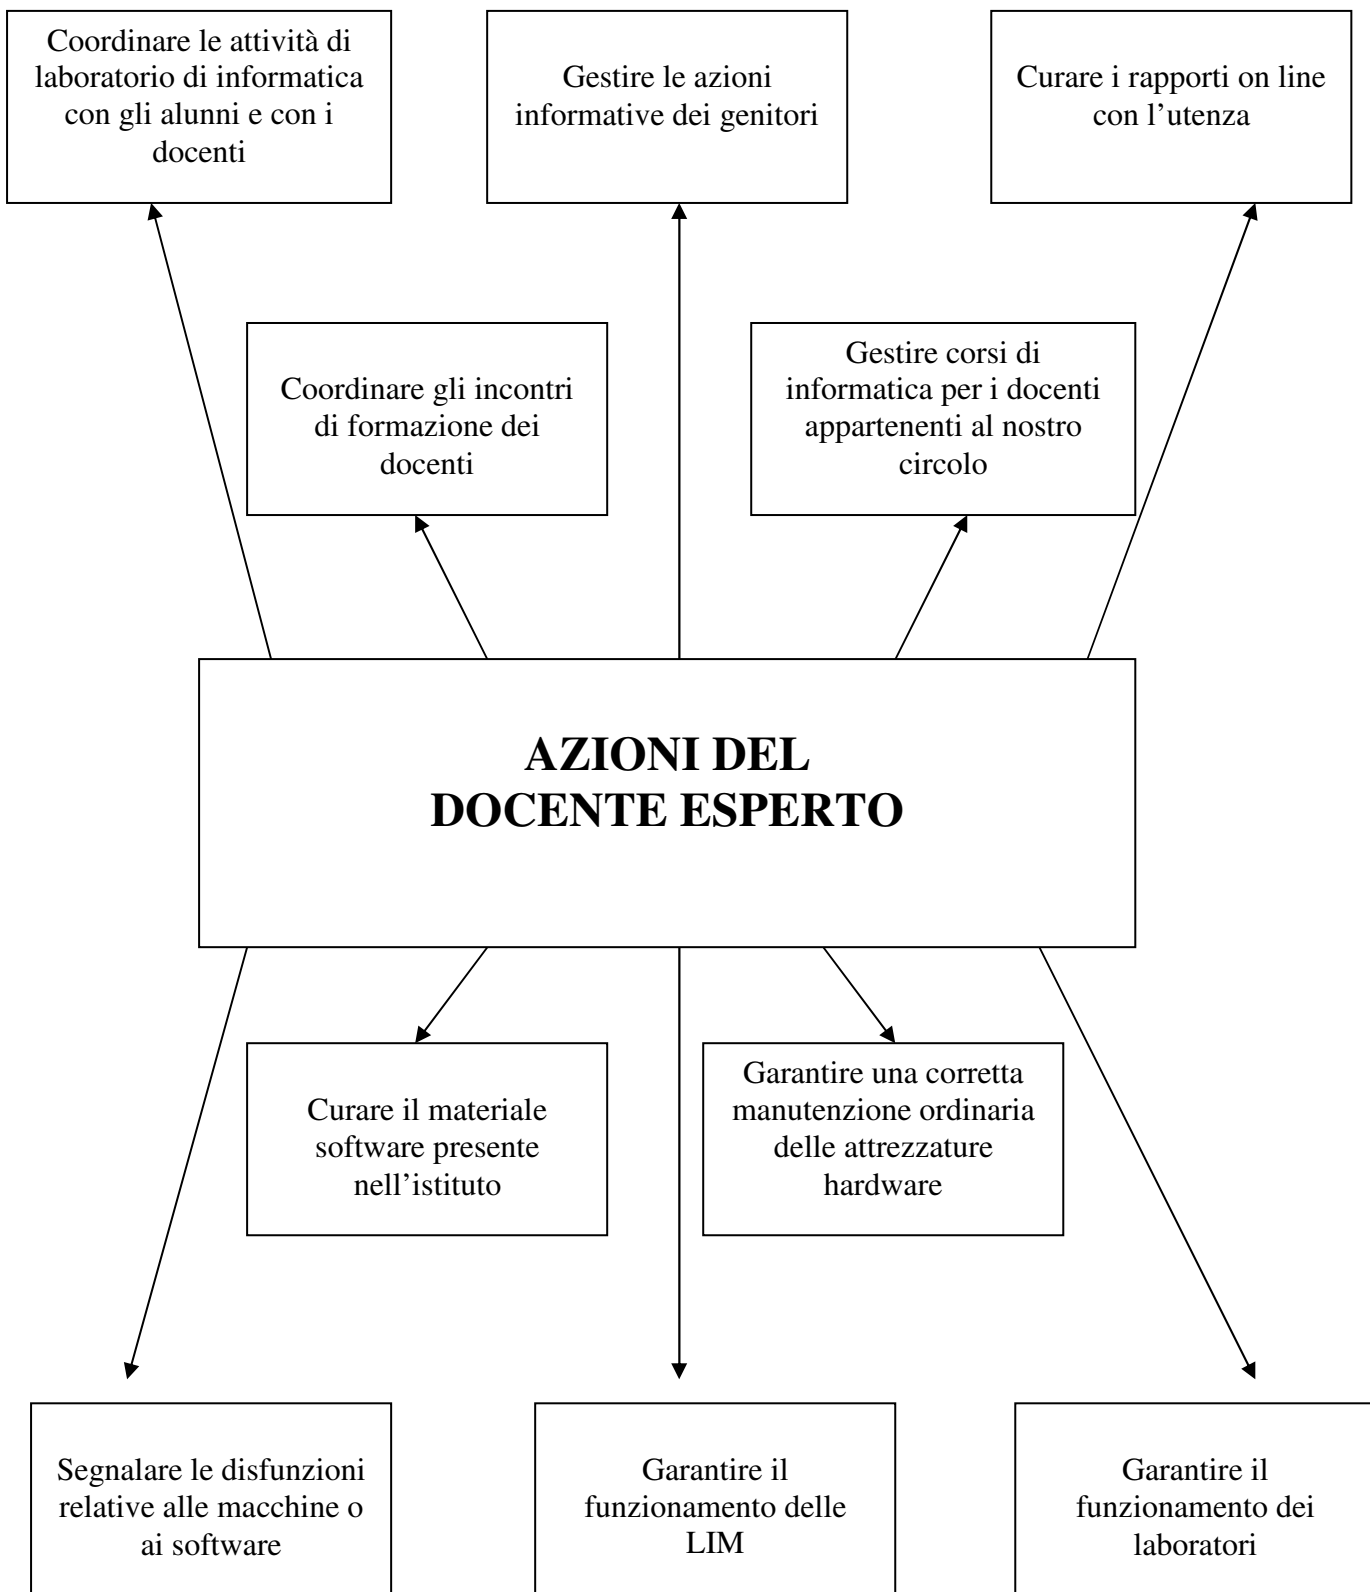 Coordinare le attività di
laboratorio di informatica
con gli alunni e con i
docenti
Gestire le azioni
informative dei genitori
Curare i rapporti on line
con l’utenza
Coordinare gli incontri
di formazione dei
docenti
Gestire corsi di
informatica per i docenti
appartenenti al nostro
circolo
AZIONI DEL
DOCENTE ESPERTO
Curare il materiale
software presente
nell’istituto
Garantire una corretta
manutenzione ordinaria
delle attrezzature
hardware
Segnalare le disfunzioni
relative alle macchine o
ai software
Garantire il
funzionamento delle
LIM
Garantire il
funzionamento dei
laboratori